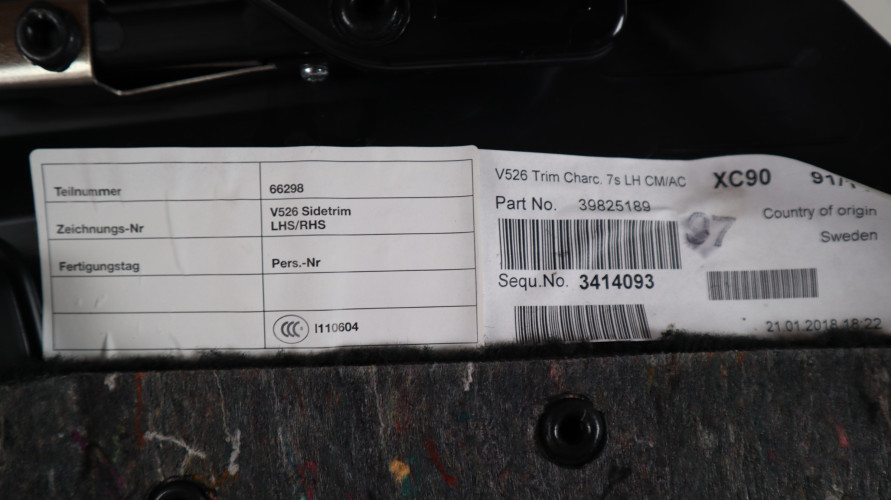 Teilnummer 66298
Zeichnungs-Nr V526 Sidetrim
LHS/RHS
Fertigungstag Pers.-Nr
CCC I110604
V526 Trim Charc. 7s LH CM/AC XC90
Part No. 39825189
Country of origin
Sweden
Sequ.No. 3414093
21.01.2018 18:22